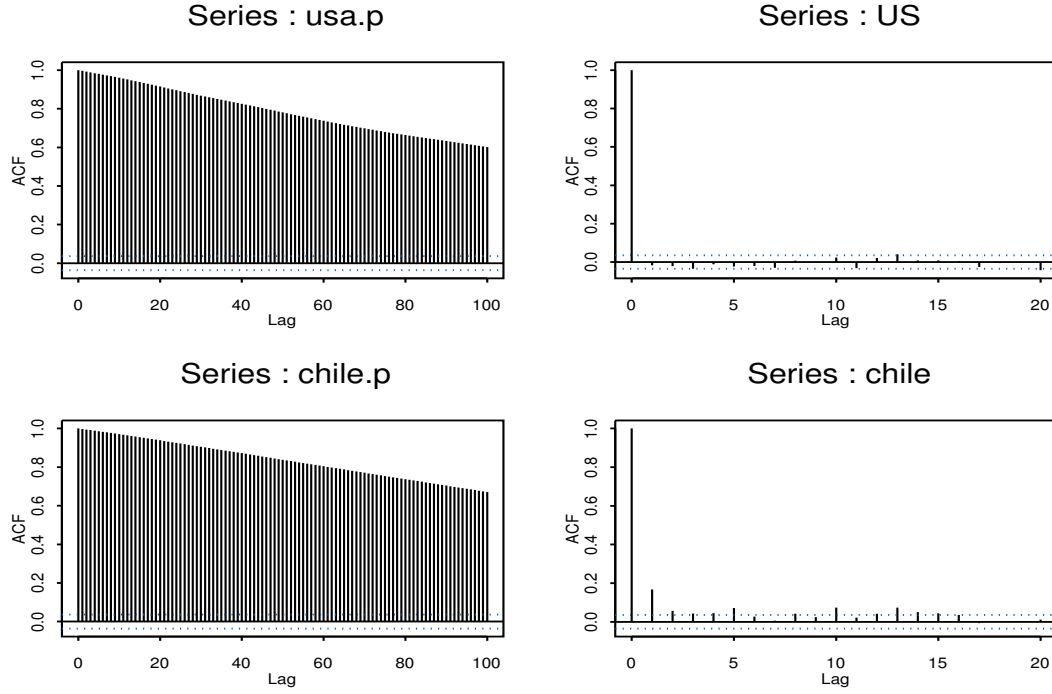 Series : usa.p
ACF
0.0 0.2 0.4 0.6 0.8 1.0
0 20 40 60 80 100
Lag
Series : US
ACF
0.0 0.2 0.4 0.6 0.8 1.0
0 5 10 15 20
Lag
Series : chile.p
ACF
0.0 0.2 0.4 0.6 0.8 1.0
0 20 40 60 80 100
Lag
Series : chile
ACF
0.0 0.2 0.4 0.6 0.8 1.0
0 5 10 15 20
Lag